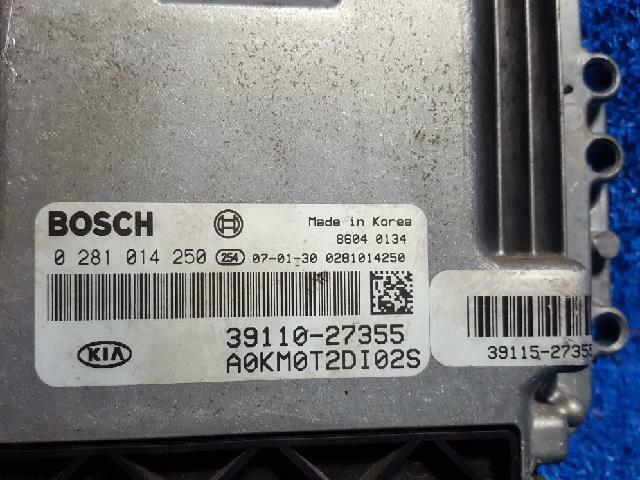 BOSCH
Made in Korea
8604 0134
0 281 014 250 254 07-01-30 0281014250
KIA
39110-27355
A0KM0T2DI02S
39115-27355